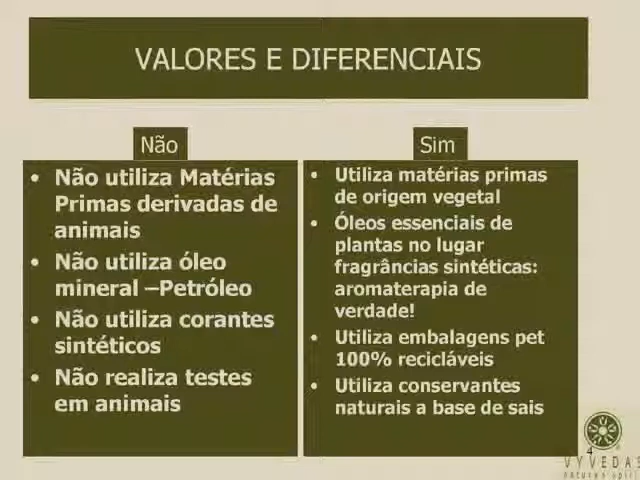 VALORES E DIFERENCIAIS
Não
• Não utiliza Matérias
Primas derivadas de
animais
• Não utiliza óleo
mineral –Petróleo
• Não utiliza corantes
sintéticos
• Não realiza testes
em animais
Sim
• Utiliza matérias primas
de origem vegetal
• Óleos essenciais de
plantas no lugar
fragrâncias sintéticas:
aromaterapia de
verdade!
• Utiliza embalagens pet
100% recicláveis
• Utiliza conservantes
naturais a base de sais
4
VYVEDAS